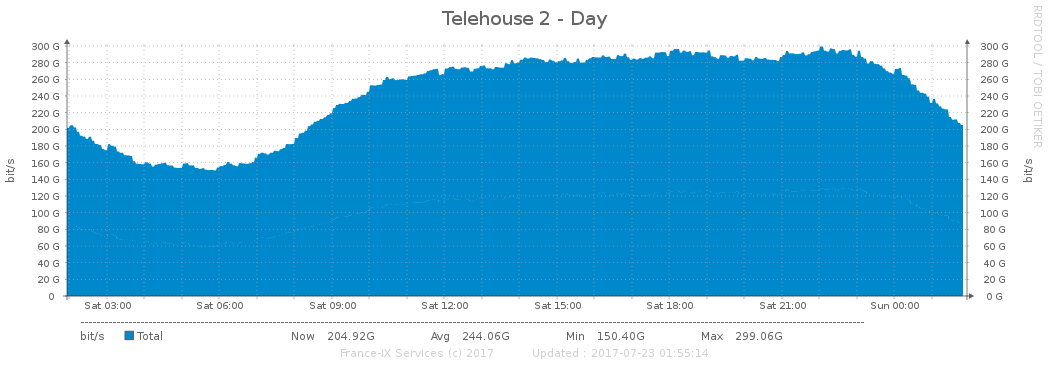 Telehouse 2 - Day
RRDTOOL / TOBI OETIKER
bit/s
300 G 300 G
280 G 280 G
260 G 260 G
240 G 240 G
220 G 220 G
200 G 200 G
180 G 180 G
160 G 160 G
140 G 140 G
120 G 120 G
100 G 100 G
80 G 80 G
60 G 60 G
40 G 40 G
20 G 20 G
0 0 G
bit/s
Sat 03:00 Sat 06:00 Sat 09:00 Sat 12:00 Sat 15:00 Sat 18:00 Sat 21:00 Sun 00:00
bit/s Total Now 204.92G Avg 244.06G Min 150.40G Max 299.06G
France-IX Services (c) 2017 Updated : 2017-07-23 01:55:14